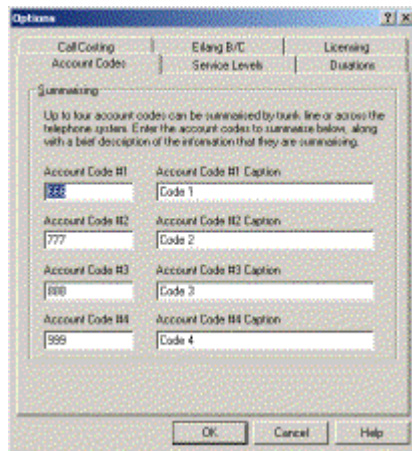 Options
Call Costing Erlang B/C Licensing
Account Codes Service Levels Durations
Summarising
Up to four account codes can be summarised by trunk line or across the
telephone system. Enter the account codes to summarise below, along
with a brief description of the information that they are summarising.
Account Code #1 Account Code #1 Caption
666 Code 1
Account Code #2 Account Code #2 Caption
777 Code 2
Account Code #3 Account Code #3 Caption
888 Code 3
Account Code #4 Account Code #4 Caption
999 Code 4
OK Cancel Help